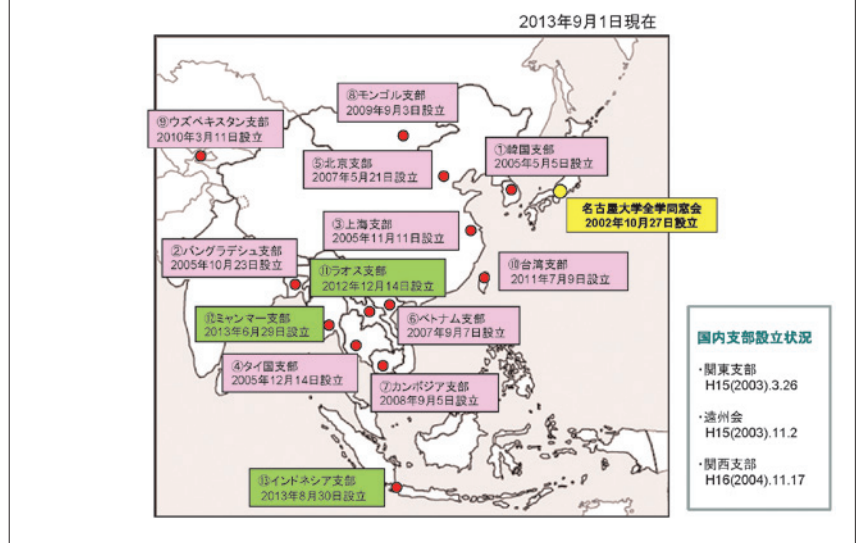 2013年9月1日現在
⑧モンゴル支部
2009年9月3日設立
⑨ウズベキスタン支部
2010年3月11日設立
①韓国支部
2005年5月5日設立
⑤北京支部
2007年5月21日設立
名古屋大学全学同窓会
2002年10月27日設立
③上海支部
2005年11月11日設立
②バングラデシュ支部
2005年10月23日設立
⑪ラオス支部
2012年12月14日設立
⑩台湾支部
2011年7月9日設立
⑫ミャンマー支部
2013年6月29日設立
⑥ベトナム支部
2007年9月7日設立
④タイ国支部
2005年12月14日設立
⑦カンボジア支部
2008年9月5日設立
⑬インドネシア支部
2013年8月30日設立
国内支部設立状況
・関東支部
H15(2003).3.26
・遠州会
H15(2003).11.2
・関西支部
H16(2004).11.17